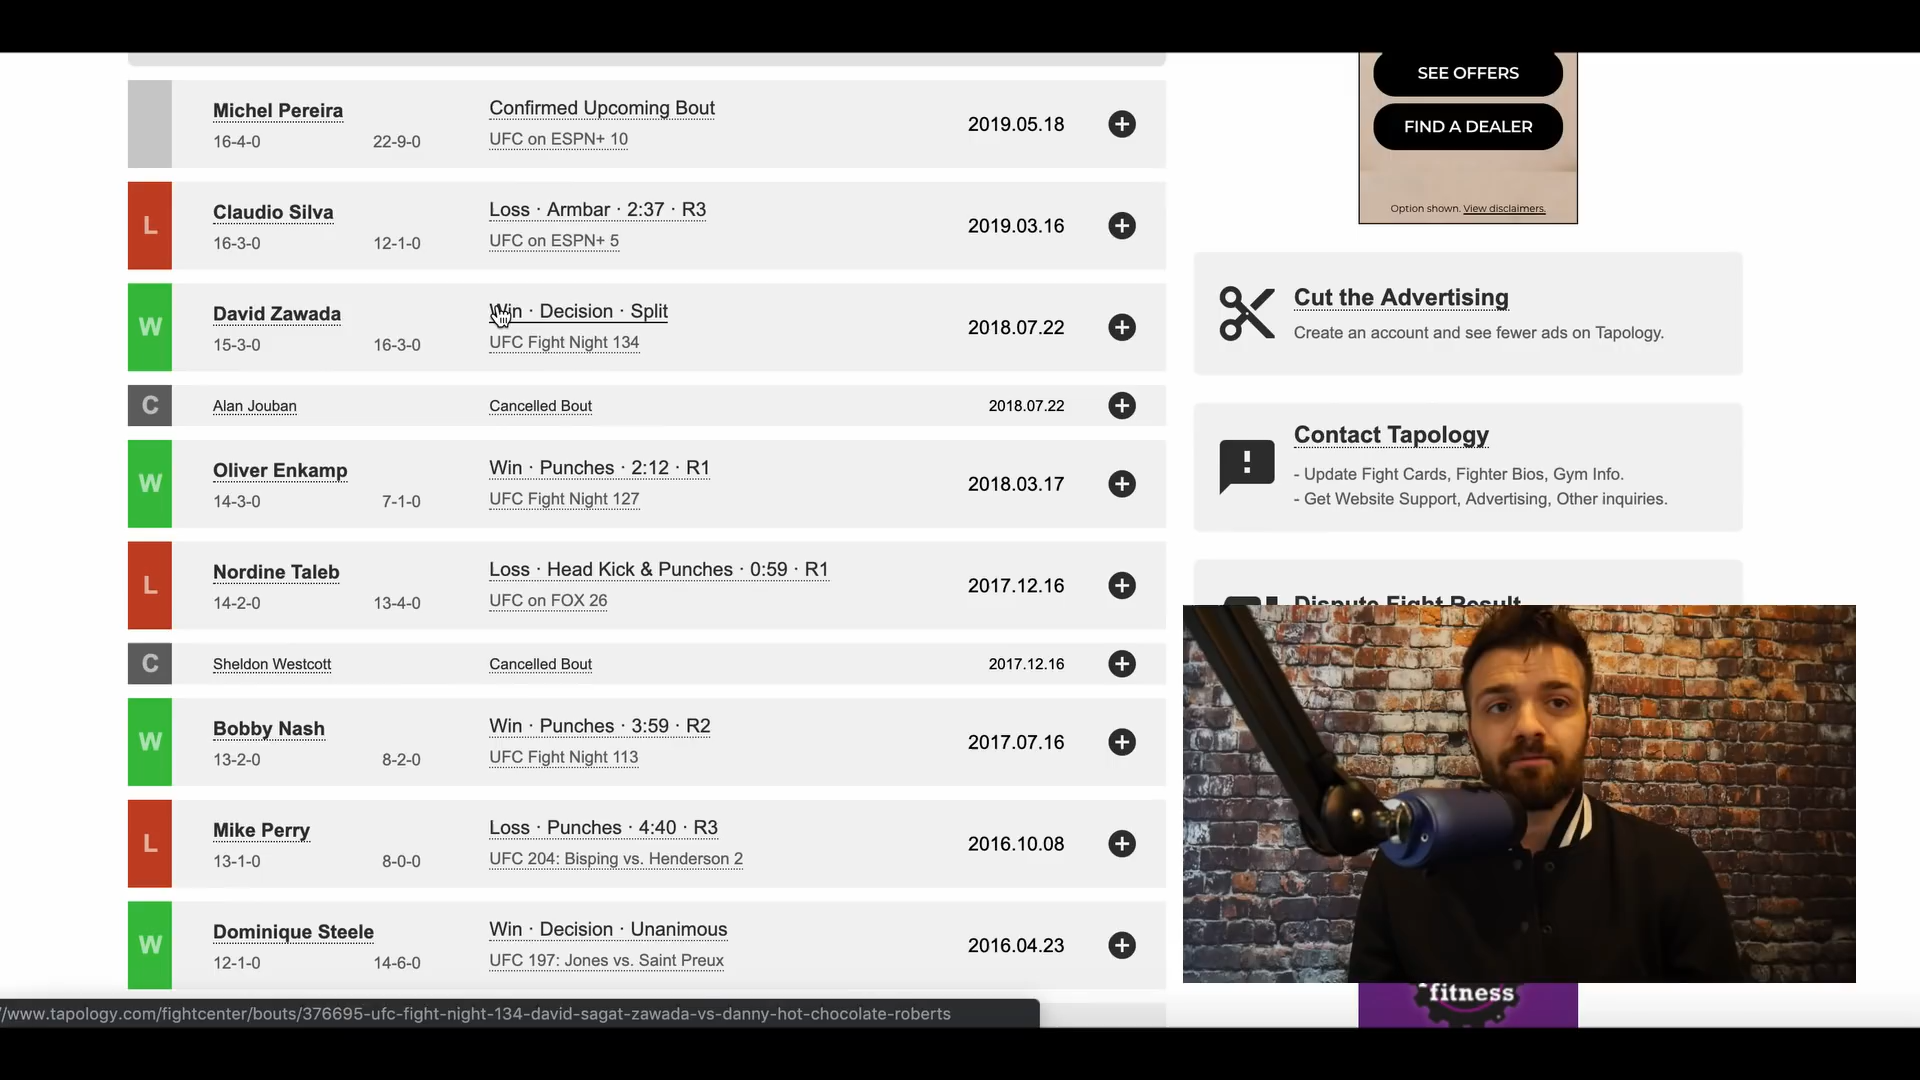 SEE OFFERS
FIND A DEALER
Option shown. View disclaimers.
Michel Pereira
Confirmed Upcoming Bout
16-4-0
22-9-0
UFC on ESPN+ 10
2019.05.18
L
Claudio Silva
Loss · Armbar · 2:37 · R3
16-3-0
12-1-0
UFC on ESPN+ 5
2019.03.16
W
David Zawada
Win · Decision · Split
15-3-0
16-3-0
UFC Fight Night 134
2018.07.22
C
Alan Jouban
Cancelled Bout
2018.07.22
W
Oliver Enkamp
Win · Punches · 2:12 · R1
14-3-0
7-1-0
UFC Fight Night 127
2018.03.17
L
Nordine Taleb
Loss · Head Kick & Punches · 0:59 · R1
14-2-0
13-4-0
UFC on FOX 26
2017.12.16
C
Sheldon Westcott
Cancelled Bout
2017.12.16
W
Bobby Nash
Win · Punches · 3:59 · R2
13-2-0
8-2-0
UFC Fight Night 113
2017.07.16
L
Mike Perry
Loss · Punches · 4:40 · R3
13-1-0
8-0-0
UFC 204: Bisping vs. Henderson 2
2016.10.08
W
Dominique Steele
Win · Decision · Unanimous
12-1-0
14-6-0
UFC 197: Jones vs. Saint Preux
2016.04.23
Cut the Advertising
Create an account and see fewer ads on Tapology.
Contact Tapology
- Update Fight Cards, Fighter Bios, Gym Info.
- Get Website Support, Advertising, Other inquiries.
Dispute Fight Result
fitness
/www.tapology.com/fightcenter/bouts/376695-ufc-fight-night-134-david-sagat-zawada-vs-danny-hot-chocolate-roberts